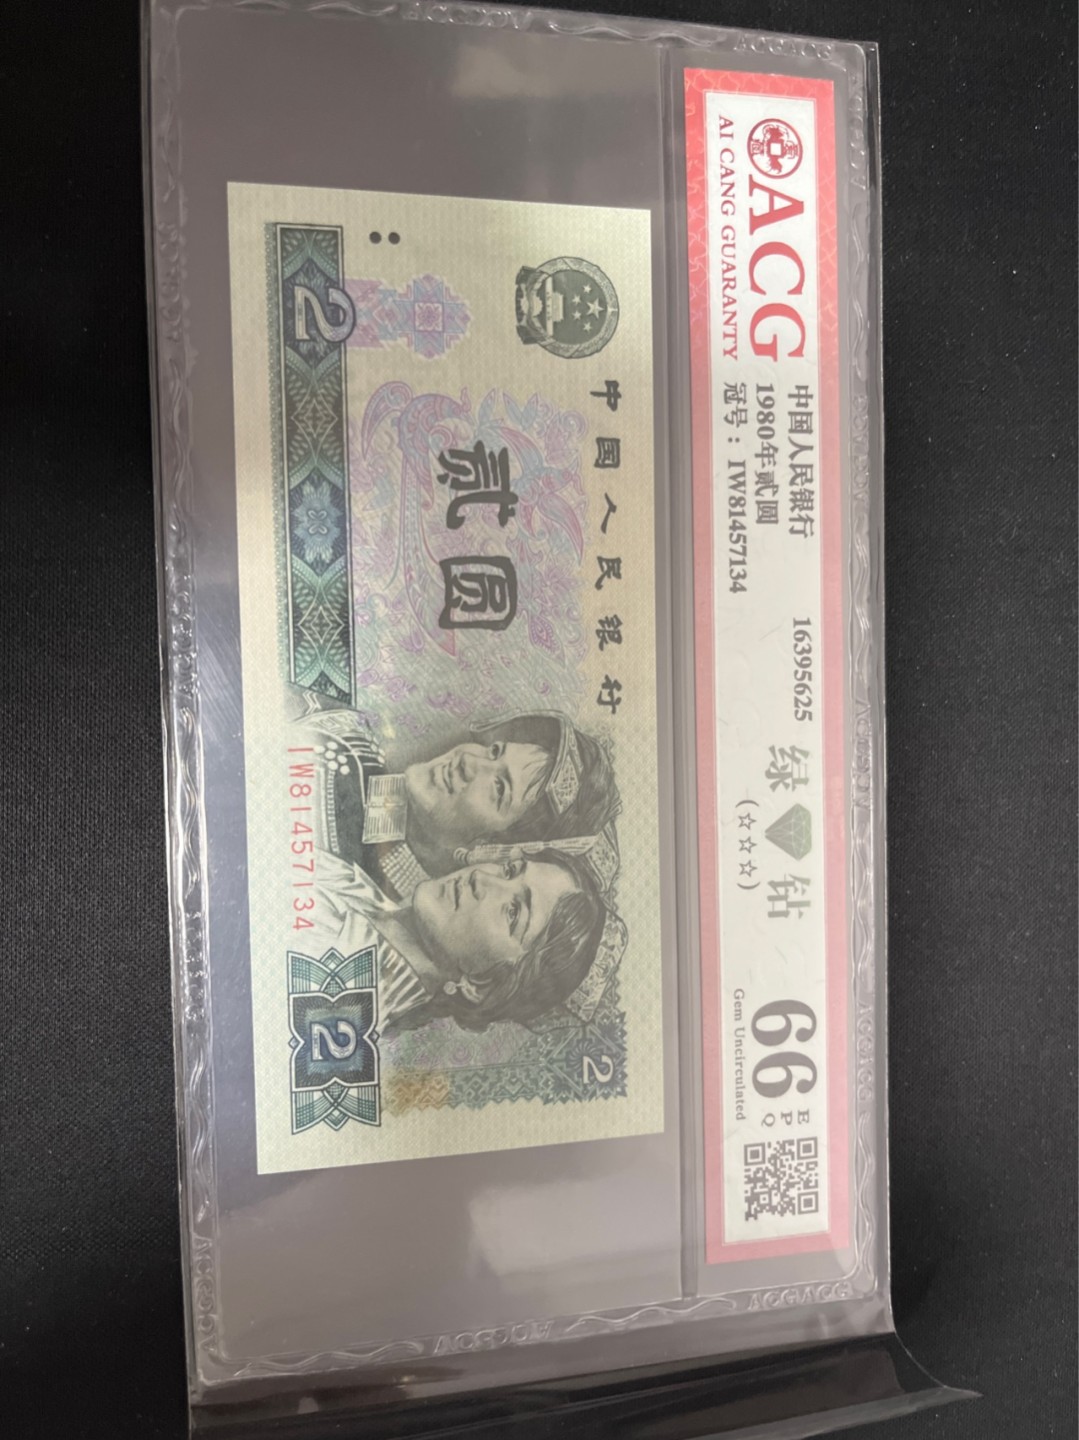 ACG
AI CANG GUARANTY
中国人民银行
1980年贰圆
冠号：IW81457134
16395625
绿 钻
(☆☆☆)
66
EPQ
Gem Uncirculated
中国人民银行
贰圆
2
IW81457134
2
2